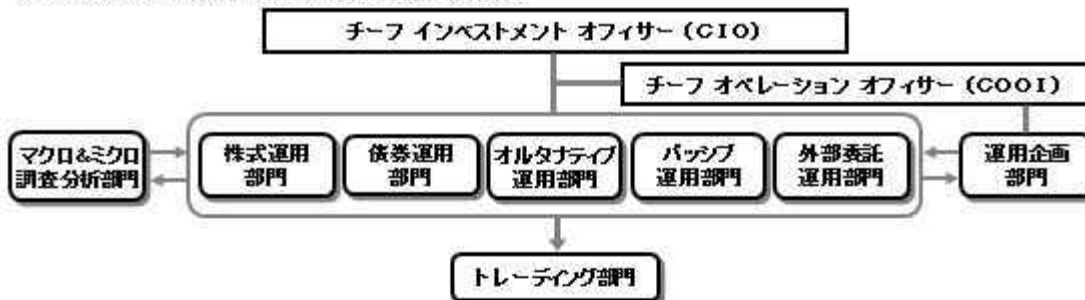 チーフ インベストメント オフィサー (CIO)
チーフ オペレーション オフィサー (COOI)
マクロ&ミクロ
調査分析部門
株式運用
部門
債券運用
部門
オルタナティブ
運用部門
パッシブ
運用部門
外部委託
運用部門
運用企画
部門
トレーディング部門